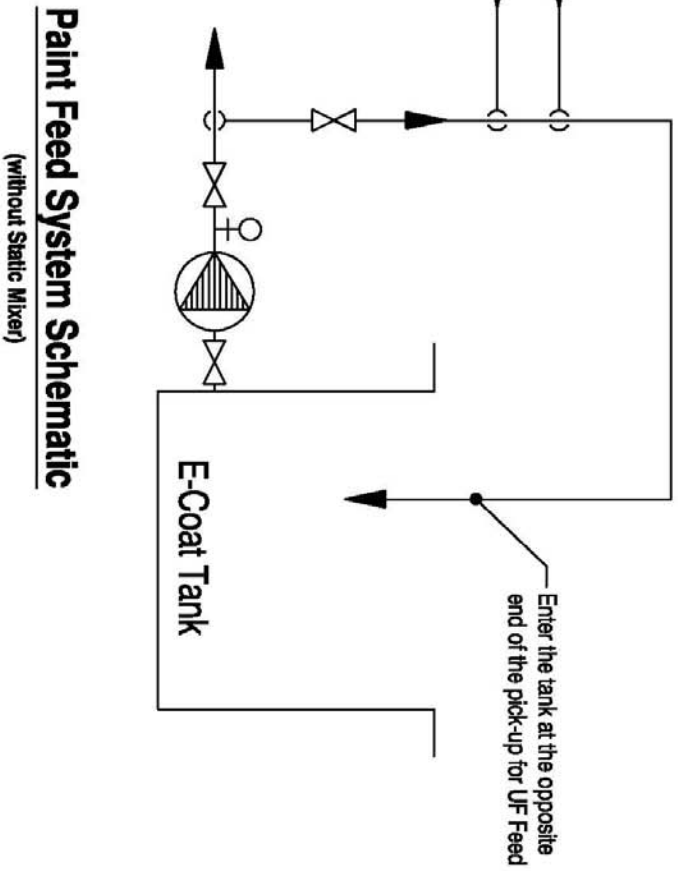 Enter the tank at the opposite
end of the pick-up for UF Feed
E-Coat Tank
Paint Feed System Schematic
(without Static Mixer)